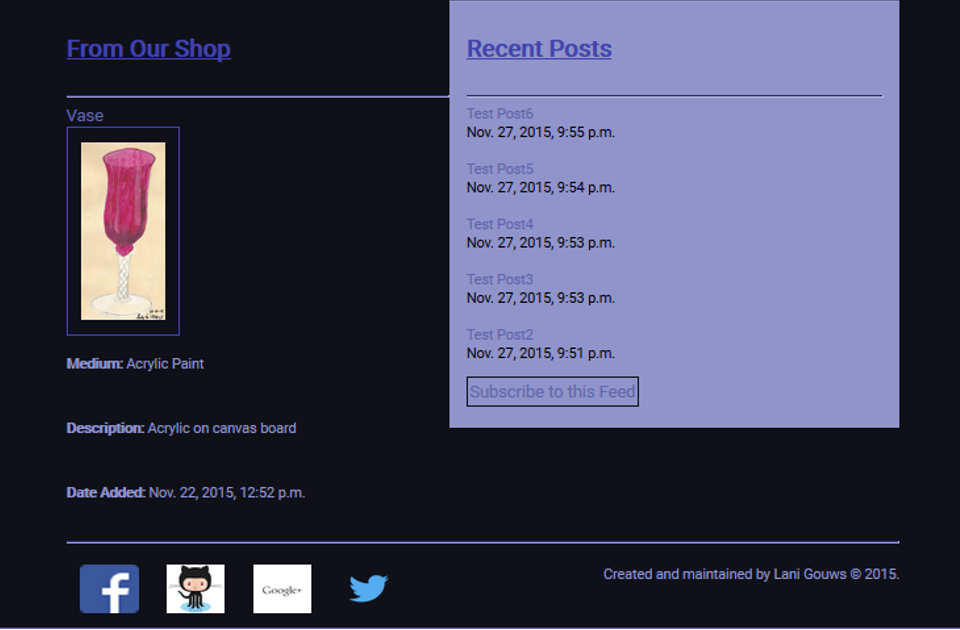 From Our Shop
Vase
Medium: Acrylic Paint
Description: Acrylic on canvas board
Date Added: Nov. 22, 2015, 12:52 p.m.
Recent Posts
Test Post6
Nov. 27, 2015, 9:55 p.m.
Test Post5
Nov. 27, 2015, 9:54 p.m.
Test Post4
Nov. 27, 2015, 9:53 p.m.
Test Post3
Nov. 27, 2015, 9:53 p.m.
Test Post2
Nov. 27, 2015, 9:51 p.m.
Subscribe to this Feed
f
Google+
Created and maintained by Lani Gouws © 2015.